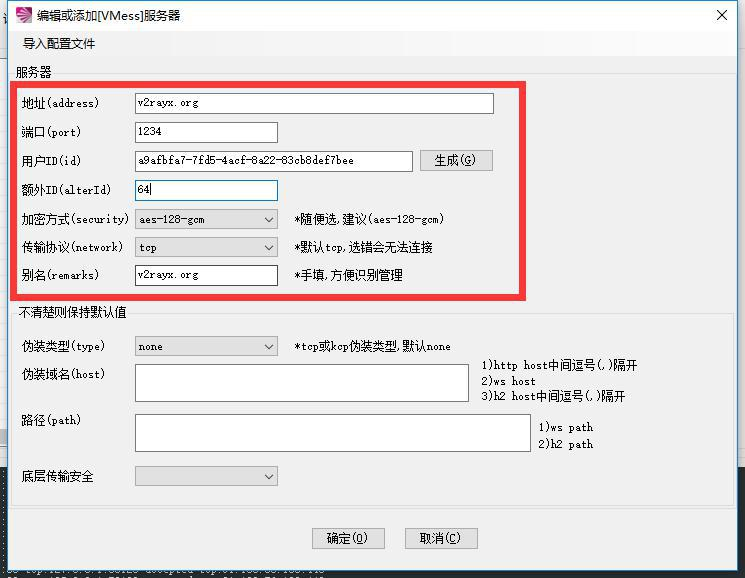 编辑或添加[VMess]服务器
导入配置文件
服务器
地址(address) v2rayx.org
端口(port) 1234
用户ID(id) a9afbfa7-7fd5-4acf-8a22-83cb8def7bee 生成(G)
额外ID(alterId) 64
加密方式(security) aes-128-gcm *随便选,建议(aes-128-gcm)
传输协议(network) tcp *默认tcp,选错会无法连接
别名(remarks) v2rayx.org *手填,方便识别管理
不清楚则保持默认值
伪装类型(type) none *tcp或kcp伪装类型,默认none
伪装域名(host) 1)http host中间逗号(,)隔开
2)ws host
3)h2 host中间逗号(,)隔开
路径(path) 1)ws path
2)h2 path
底层传输安全
确定(O) 取消(C)